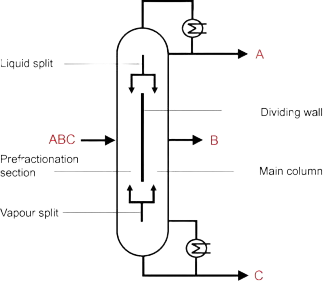 A
Liquid split
Dividing wall
ABC
B
Prefractionation
section
Main column
Vapour split
C